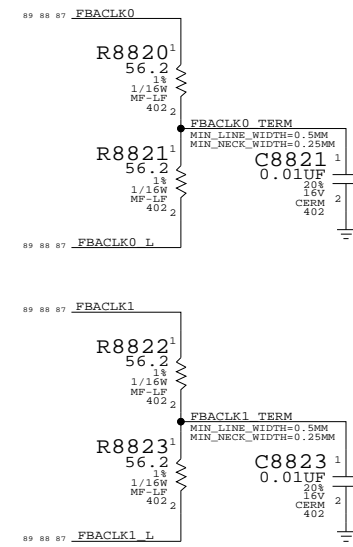 89 88 87 FBACLK0
R8820 1
56.2
1%
1/16W
MF-LF
402 2
FBACLK0 TERM
MIN_LINE_WIDTH=0.5MM
MIN_NECK_WIDTH=0.25MM
R8821 1
56.2
1%
1/16W
MF-LF
402 2
C8821 1
0.01UF
20%
16V 2
CERM
402
89 88 87 FBACLK0_L
89 88 87 FBACLK1
R8822 1
56.2
1%
1/16W
MF-LF
402 2
FBACLK1 TERM
MIN_LINE_WIDTH=0.5MM
MIN_NECK_WIDTH=0.25MM
R8823 1
56.2
1%
1/16W
MF-LF
402 2
C8823 1
0.01UF
20%
16V 2
CERM
402
89 88 87 FBACLK1_L